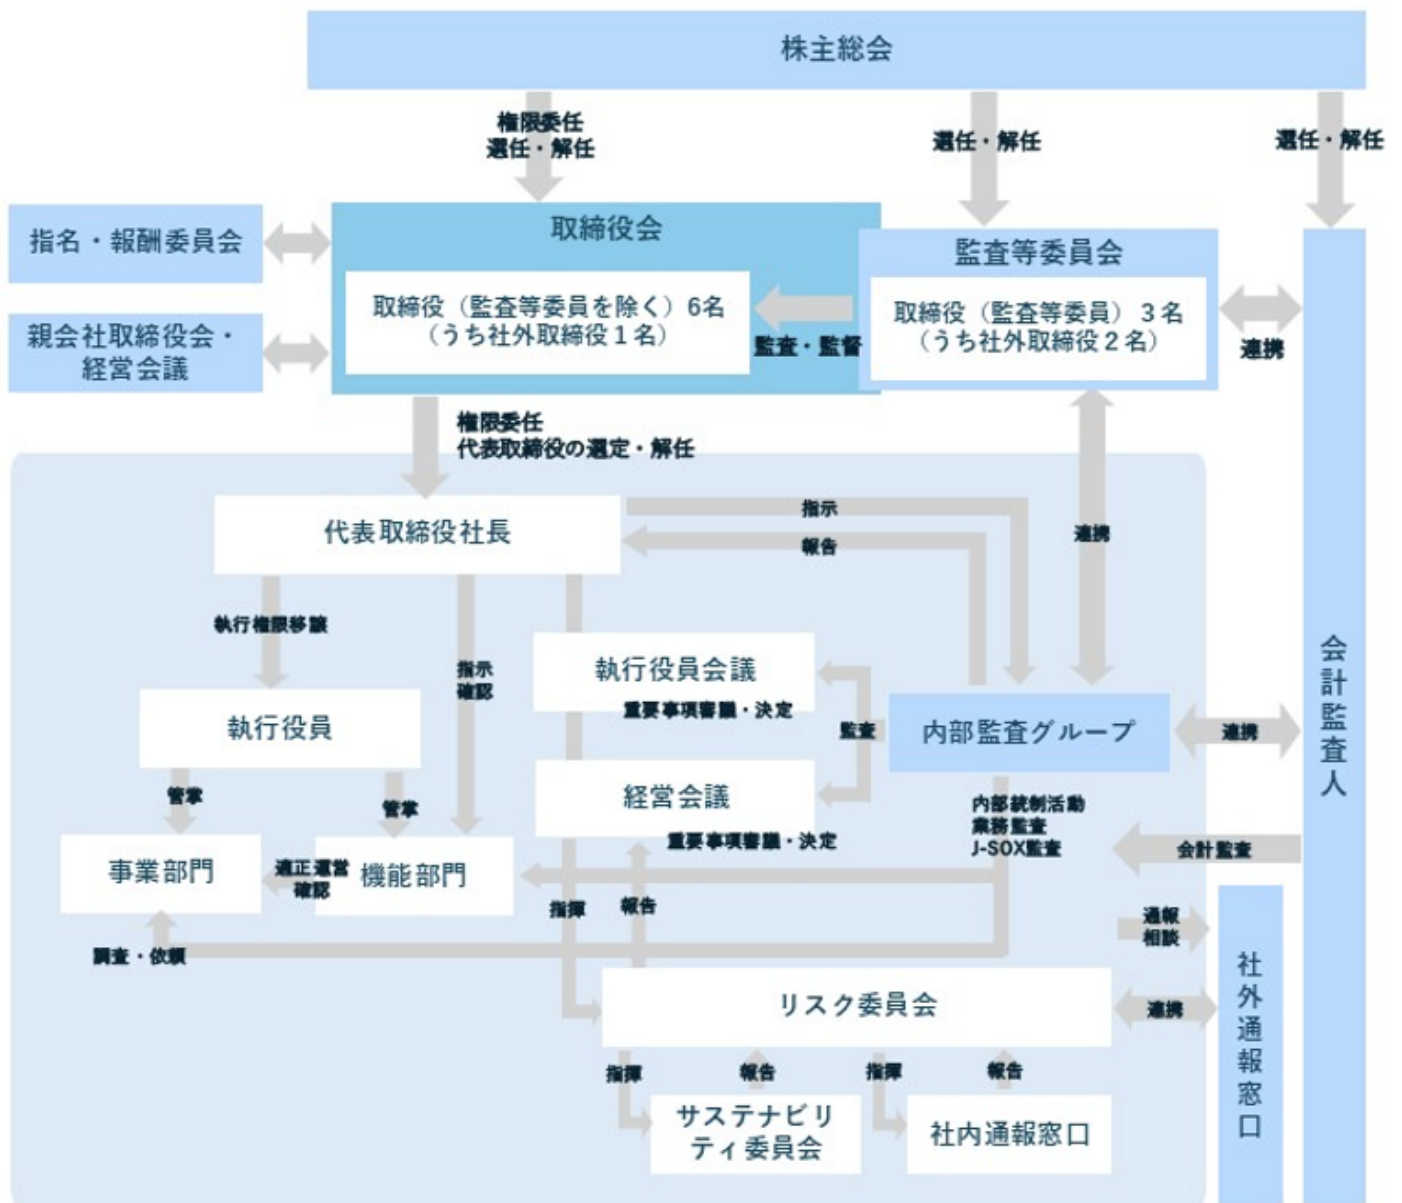 株主総会
権限委任
選任・解任
選任・解任
選任・解任
指名・報酬委員会
取締役会
取締役（監査等委員を除く）6名
（うち社外取締役１名）
監査・監督
監査等委員会
取締役（監査等委員）３名
（うち社外取締役２名）
連携
親会社取締役会・
経営会議
権限委任
代表取締役の選定・解任
代表取締役社長
指示
報告
連携
執行権限移譲
指示
確認
執行役員会議
重要事項審議・決定
執行役員
監査
内部監査グループ
連携
会計監査人
管掌
管掌
経営会議
重要事項審議・決定
内部統制活動
業務監査
J-SOX監査
会計監査
事業部門
適正運営
確認
機能部門
指揮
報告
通報
相談
調査・依頼
リスク委員会
連携
社外通報窓口
指揮
報告
指揮
報告
サステナビリ
ティ委員会
社内通報窓口